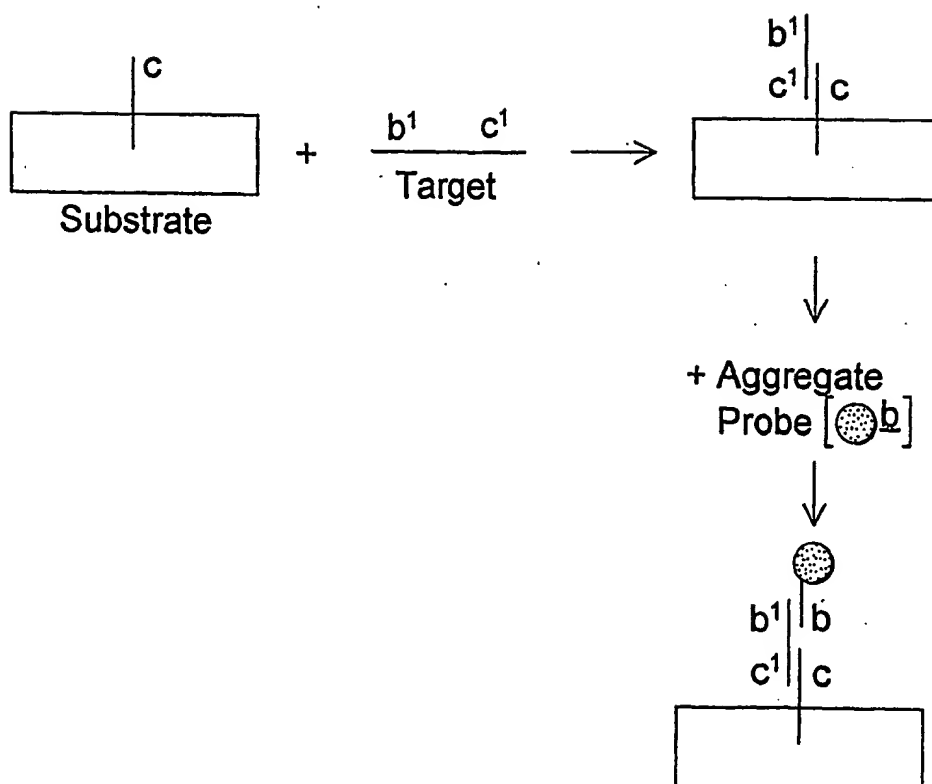 c
Substrate
+
b¹ c¹
Target
b¹
c¹ c
+ Aggregate
Probe [b]
b¹ b
c¹ c